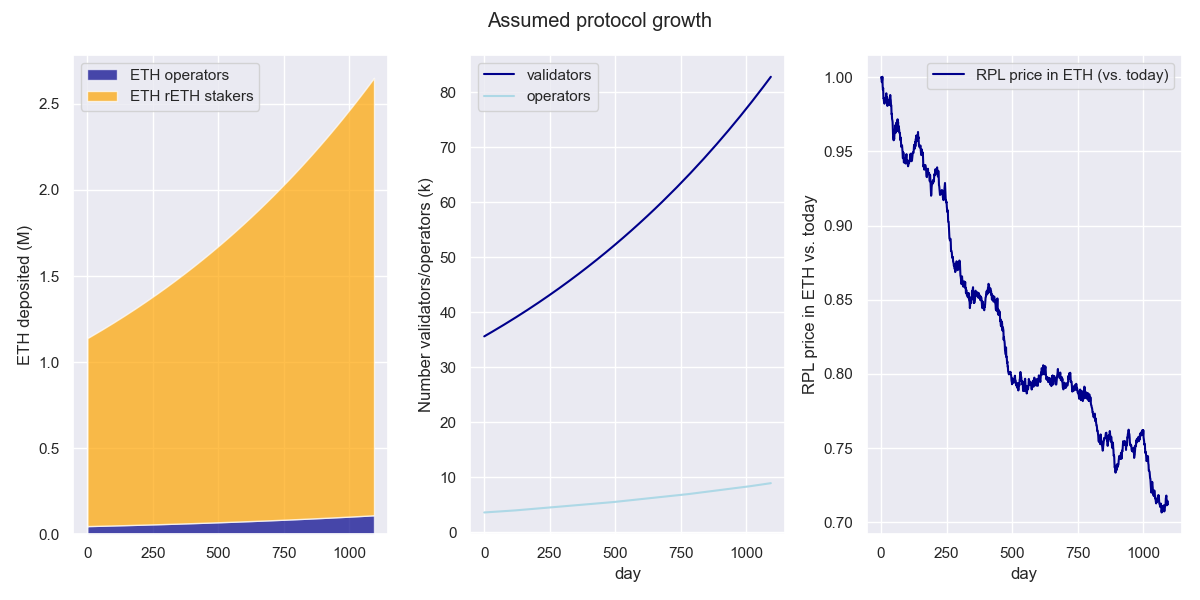 Assumed protocol growth
ETH operators
ETH rETH stakers
ETH deposited (M)
2.5
2.0
1.5
1.0
0.5
0.0
0 250 500 750 1000
validators
operators
Number validators/operators (k)
80
70
60
50
40
30
20
10
0
0 250 500 750 1000
day
RPL price in ETH (vs. today)
RPL price in ETH vs. today
1.00
0.95
0.90
0.85
0.80
0.75
0.70
0 250 500 750 1000
day